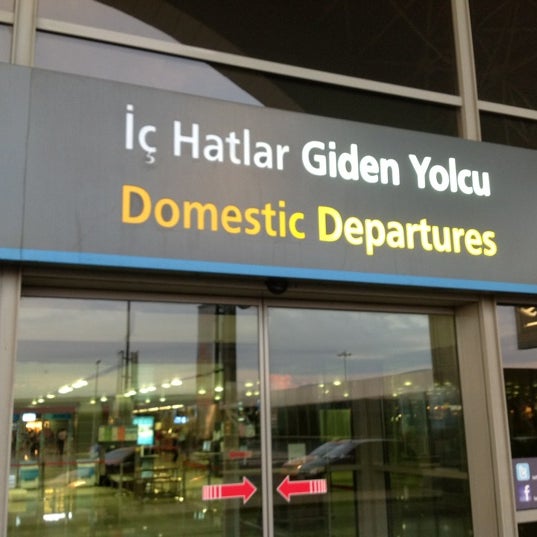 İç Hatlar Giden Yolcu
Domestic Departures